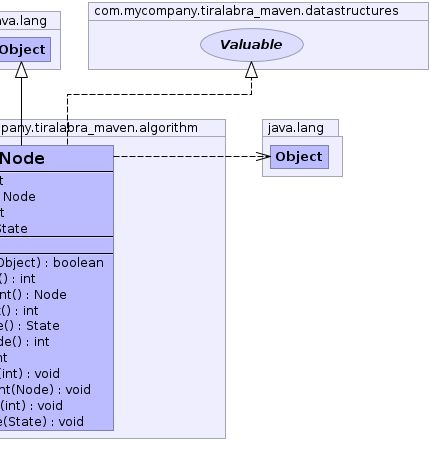 com.mycompany.tiralabra_maven.datastructures
ava.lang
Object
Valuable
pany.tiralabra_maven.algorithm
java.lang
Object
Node
t
Node
t
State
Object) : boolean
() : int
nt() : Node
() : int
e() : State
de() : int
nt
(int) : void
nt(Node) : void
(int) : void
e(State) : void